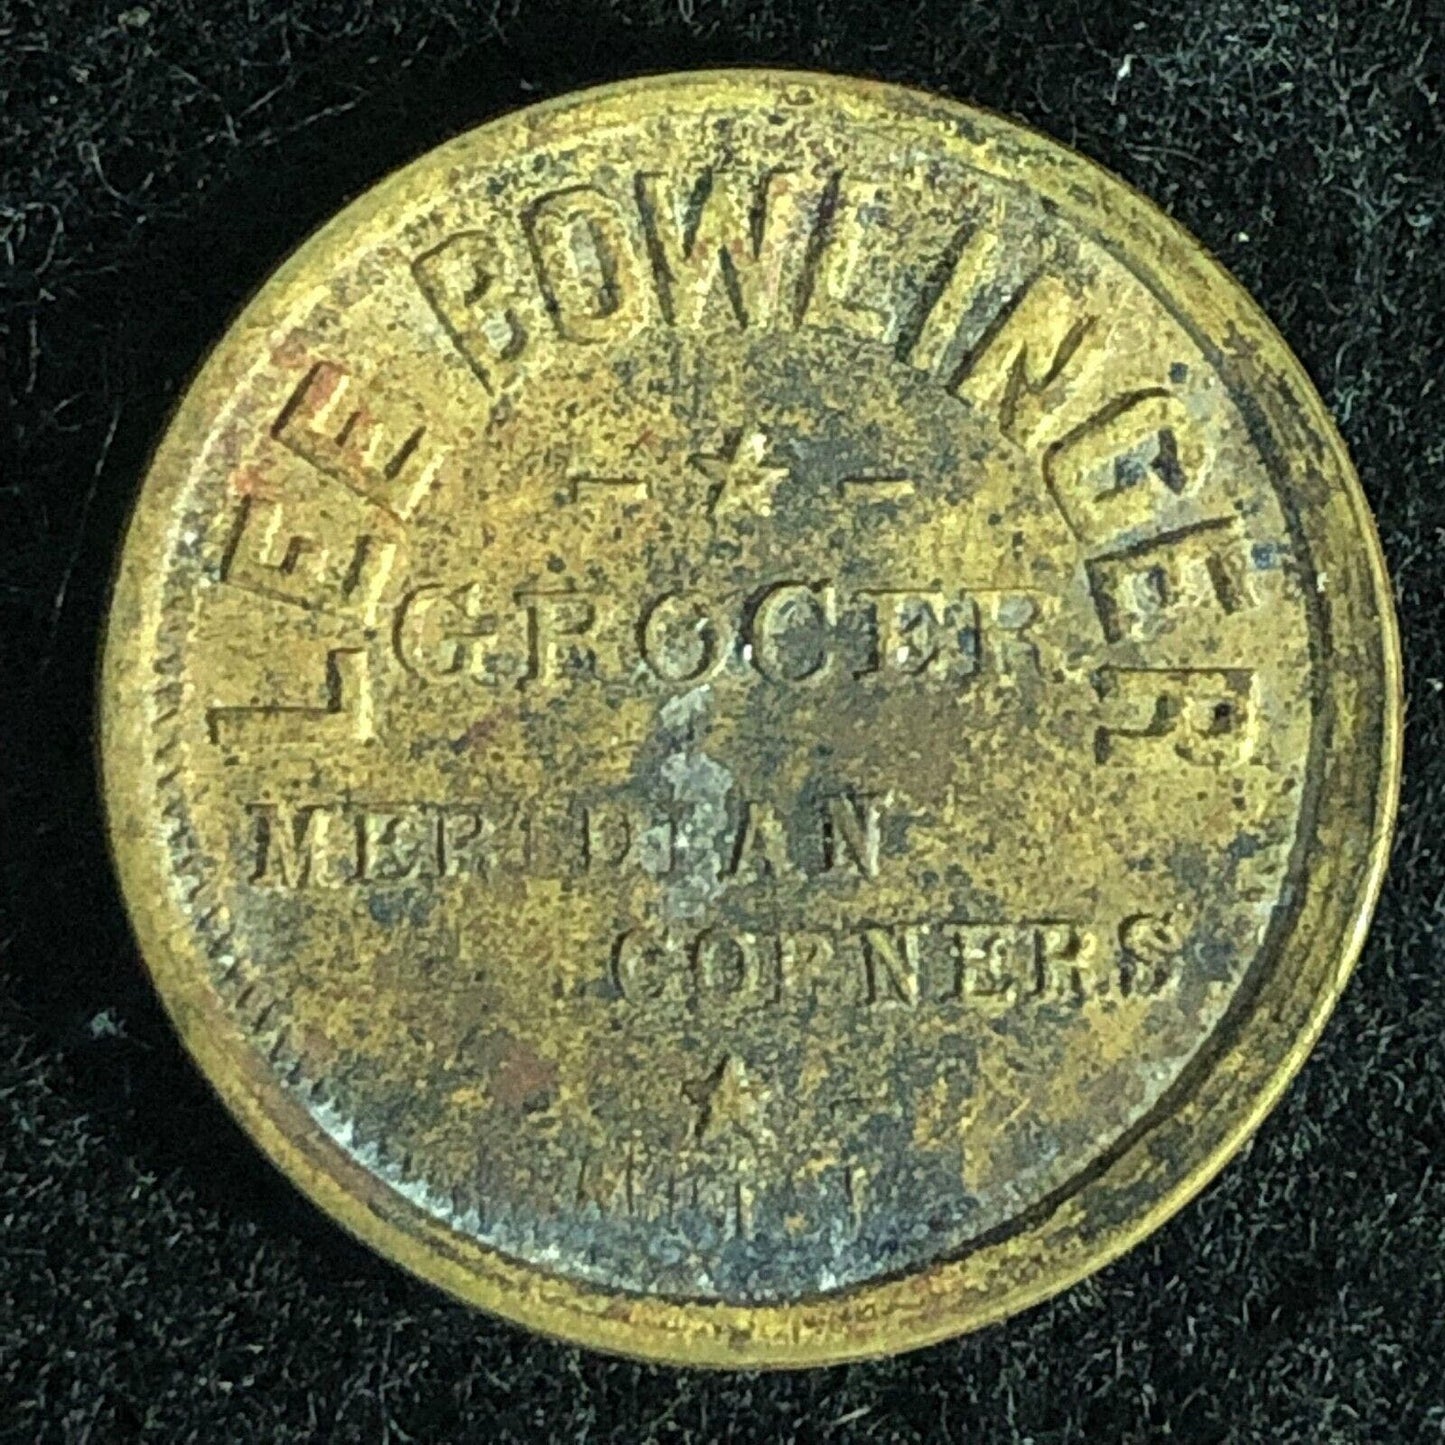 LEE BOWLINGER
GROCER
MERIDIAN
CORNERS